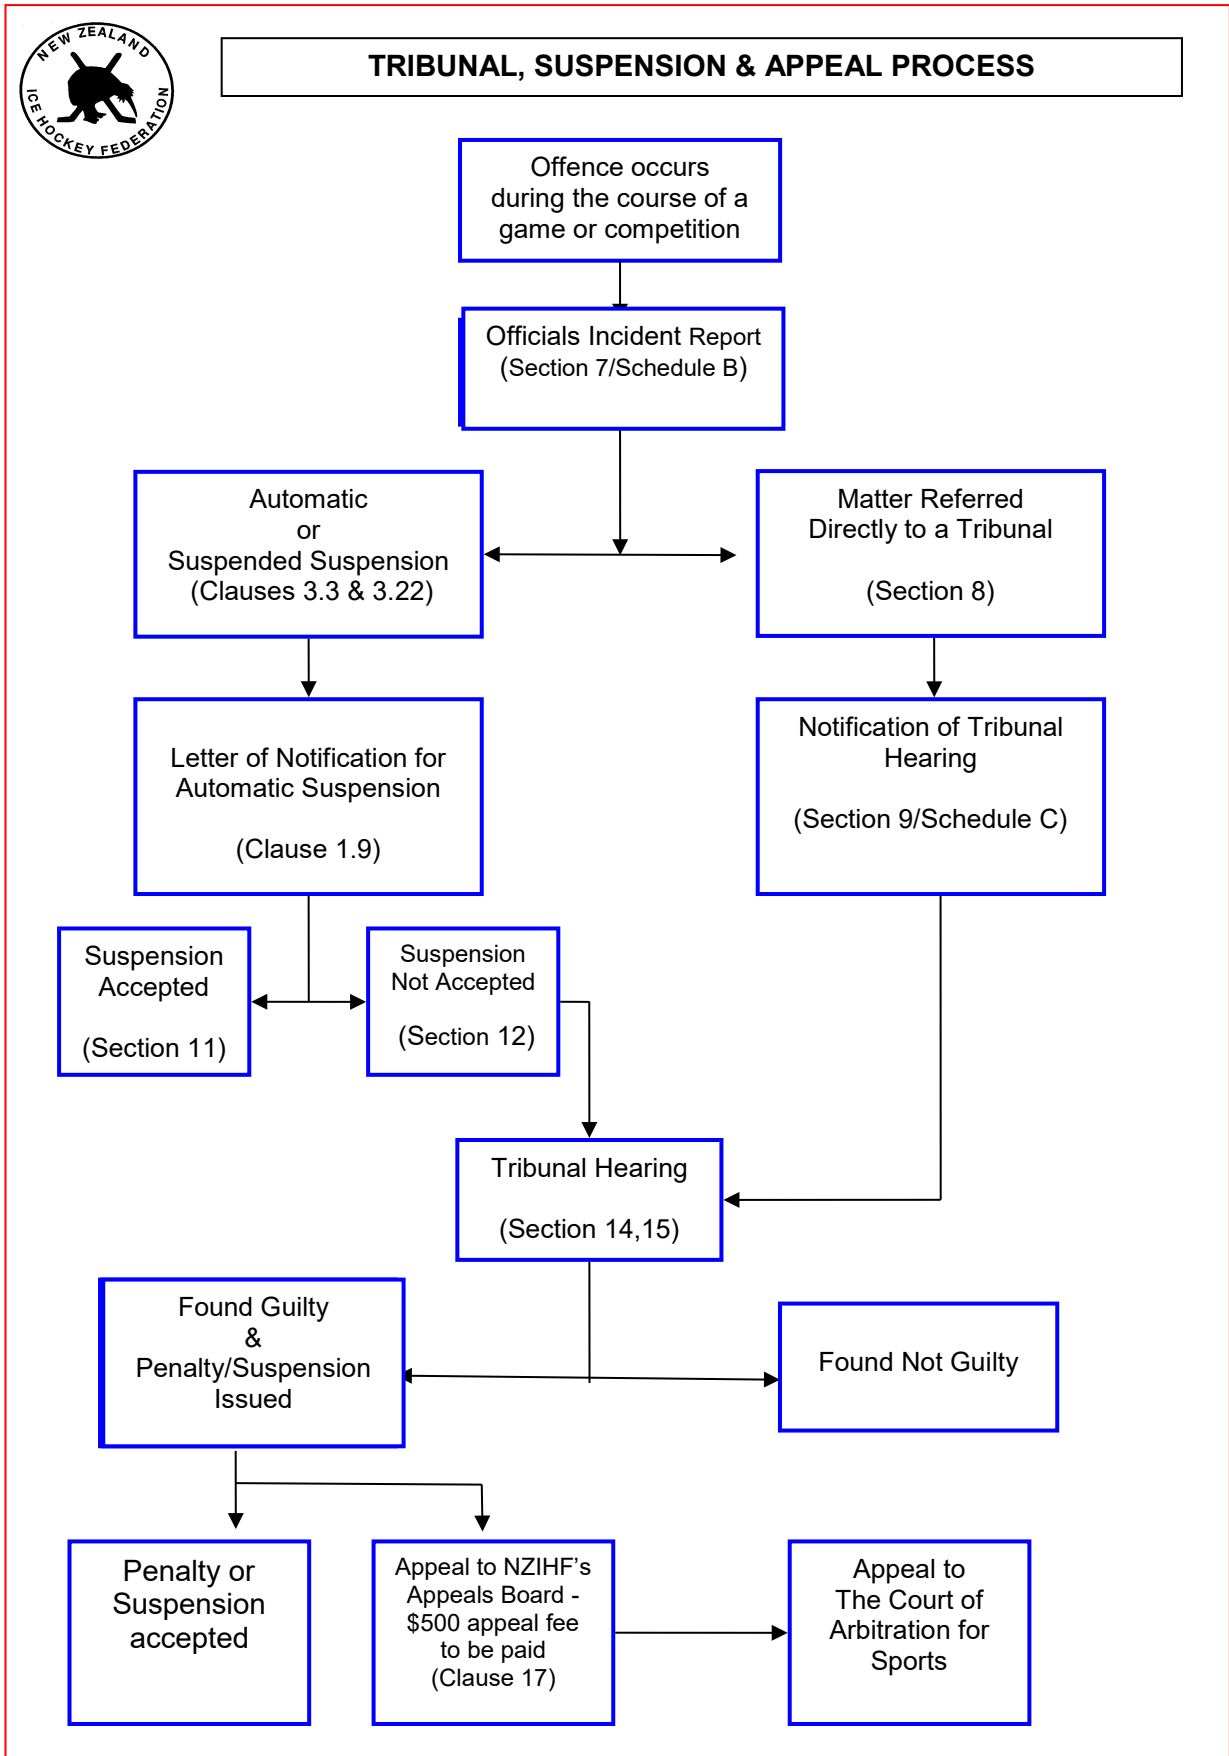 NEW ZEALAND
ICE HOCKEY FEDERATION
TRIBUNAL, SUSPENSION & APPEAL PROCESS
Offence occurs
during the course of a
game or competition
Officials Incident Report
(Section 7/Schedule B)
Automatic
or
Suspended Suspension
(Clauses 3.3 & 3.22)
Matter Referred
Directly to a Tribunal
(Section 8)
Letter of Notification for
Automatic Suspension
(Clause 1.9)
Notification of Tribunal
Hearing
(Section 9/Schedule C)
Suspension
Accepted
(Section 11)
Suspension
Not Accepted
(Section 12)
Tribunal Hearing
(Section 14,15)
Found Guilty
&
Penalty/Suspension
Issued
Found Not Guilty
Penalty or
Suspension
accepted
Appeal to NZIHF’s
Appeals Board -
$500 appeal fee
to be paid
(Clause 17)
Appeal to
The Court of
Arbitration for
Sports